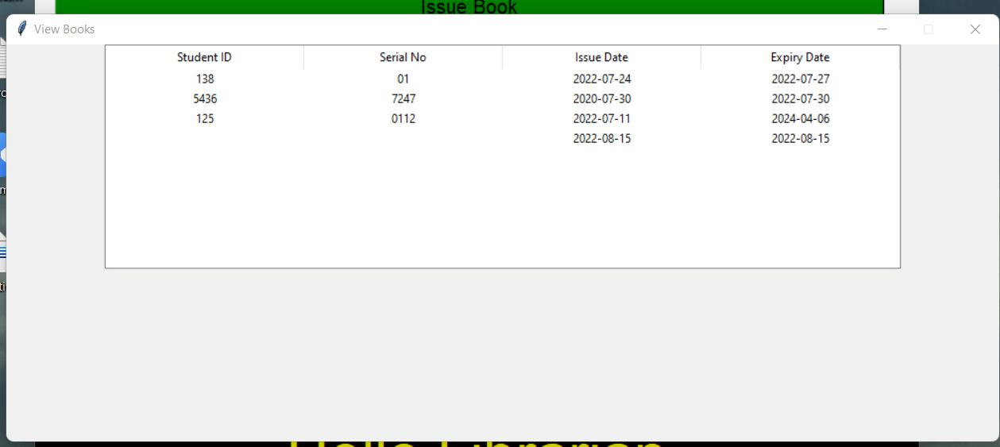 Issue Book
View Books
Student ID Serial No Issue Date Expiry Date
138 01 2022-07-24 2022-07-27
5436 7247 2020-07-30 2022-07-30
125 0112 2022-07-11 2024-04-06
2022-08-15 2022-08-15
Hello Librarian